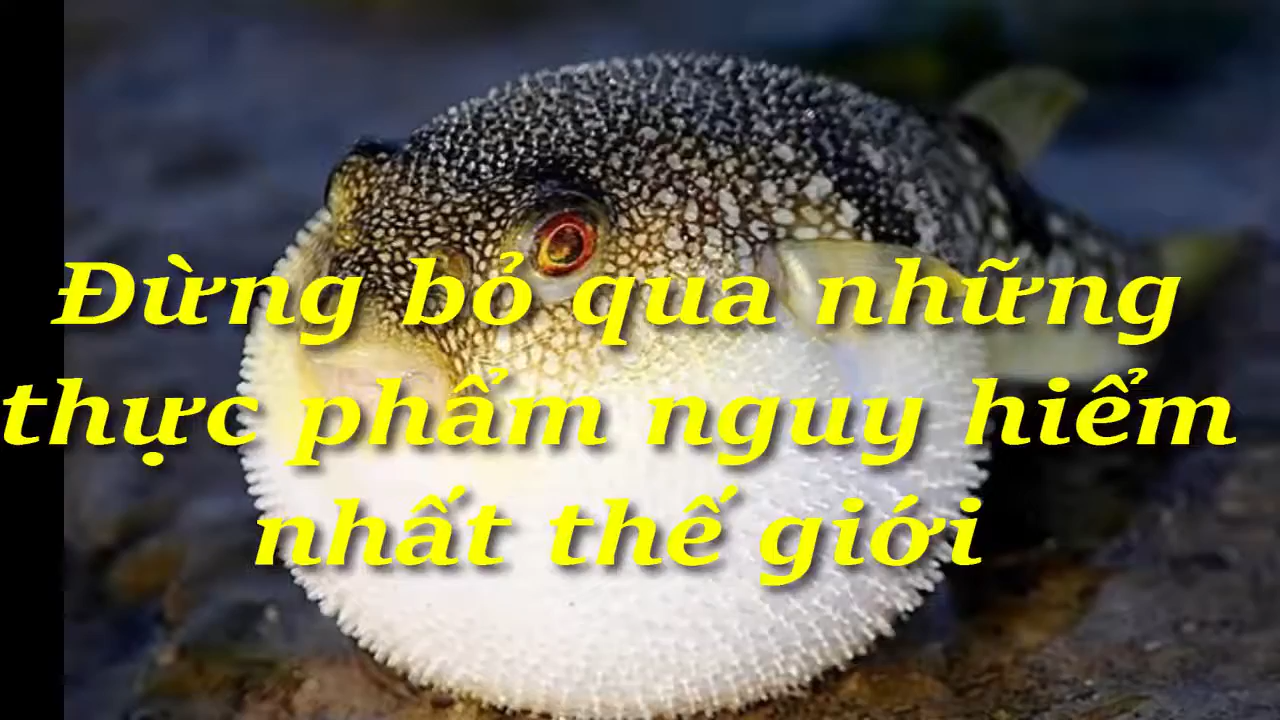 Đừng bỏ qua những
thực phẩm nguy hiểm
nhất thế giới